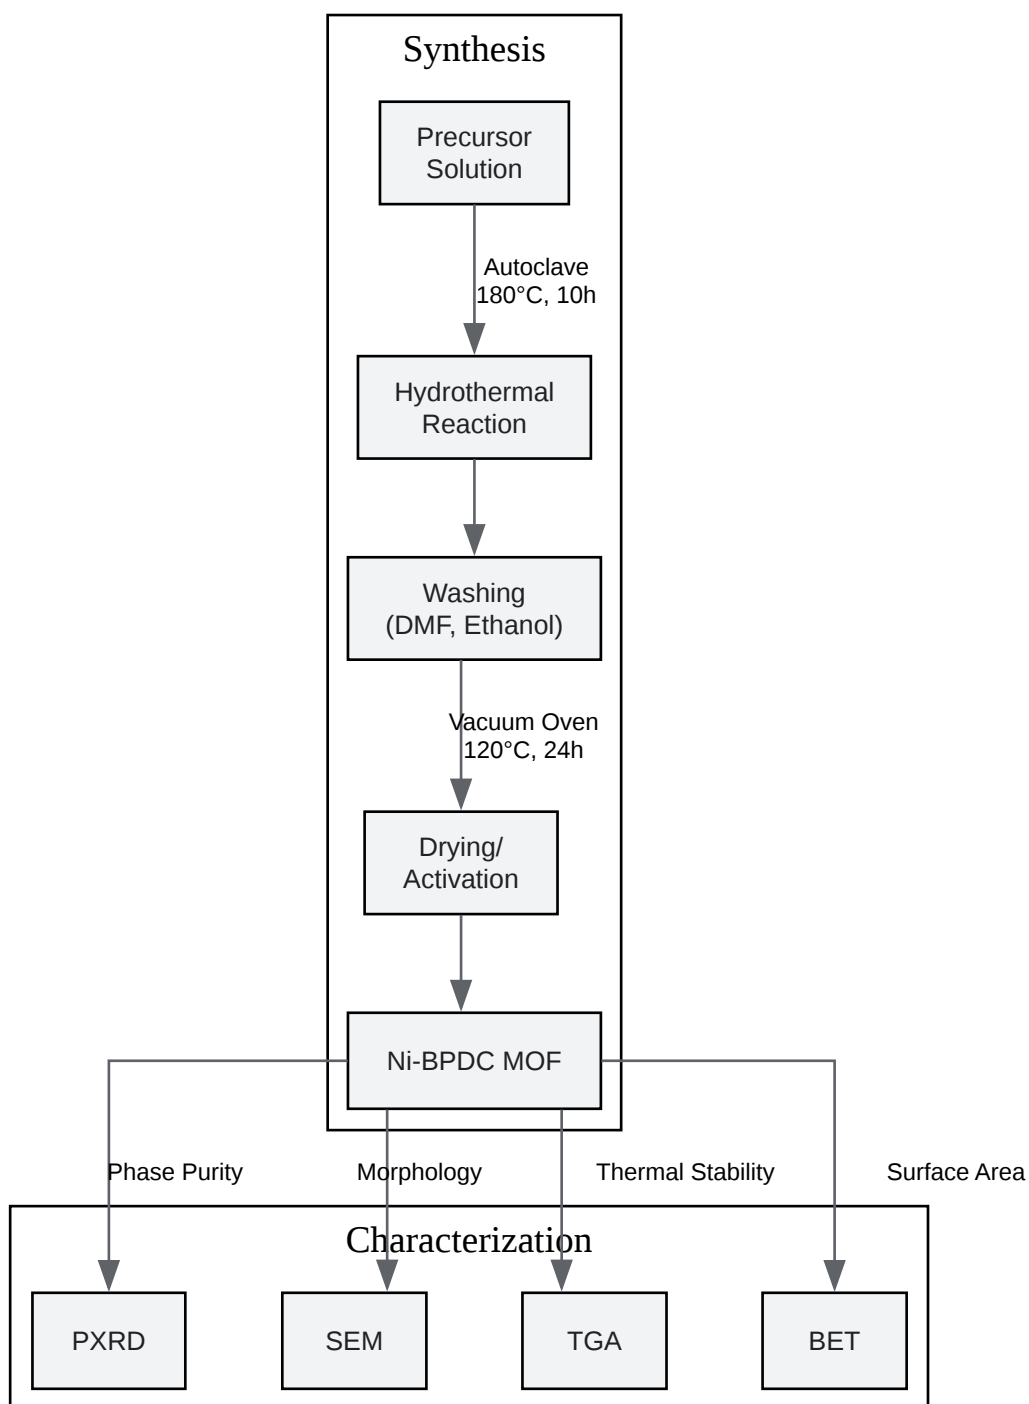 Synthesis
Precursor
Solution
Autoclave
180°C, 10h
Hydrothermal
Reaction
Washing
(DMF, Ethanol)
Vacuum Oven
120°C, 24h
Drying/
Activation
Ni-BPDC MOF
Phase Purity
Morphology
Thermal Stability
Surface Area
Characterization
PXRD
SEM
TGA
BET